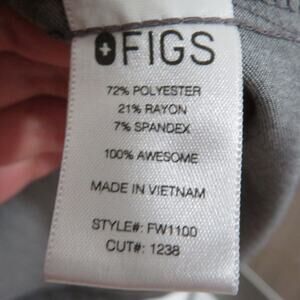 FIGS
72% POLYESTER
21% RAYON
7% SPANDEX
100% AWESOME
MADE IN VIETNAM
STYLE#: FW1100
CUT#: 1238